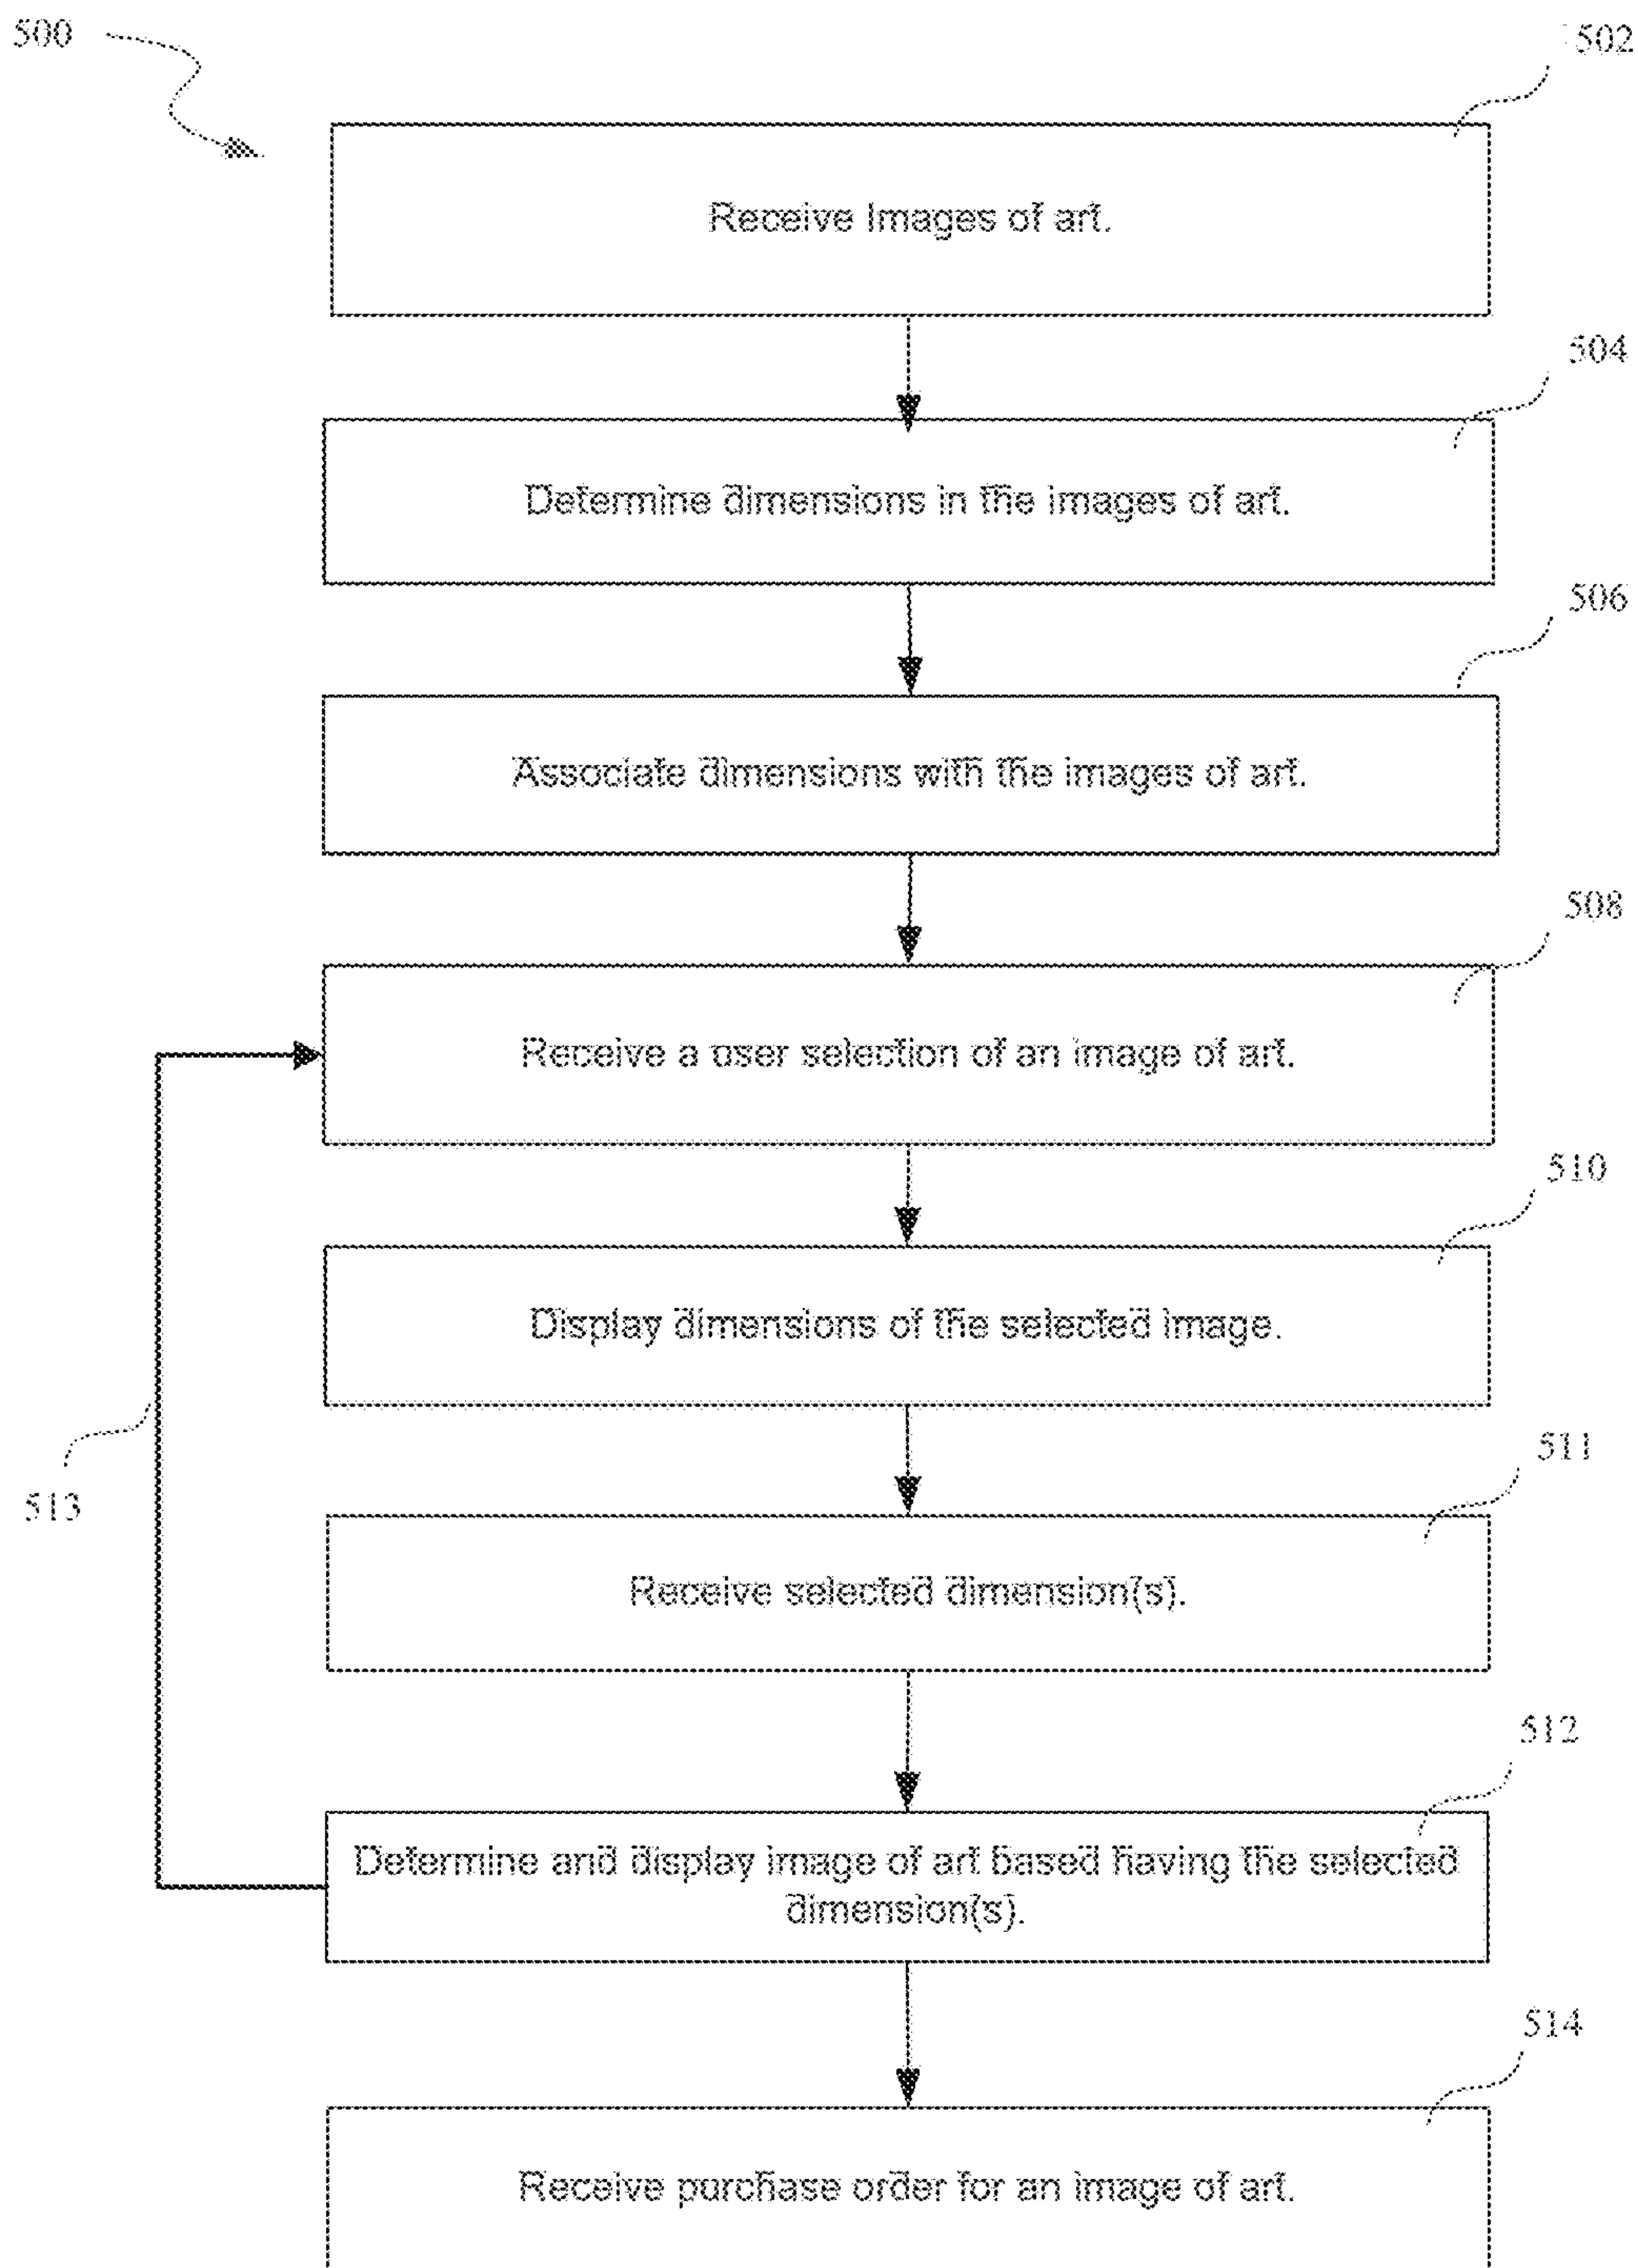 500
502
Receive Images of art.
504
Determine dimensions in the images of art.
506
Associate dimensions with the images of art.
508
Receive a user selection of an image of art.
510
Display dimensions of the selected image.
511
513
Receive selected dimension(s).
512
Determine and display image of art based having the selected
dimension(s).
514
Receive purchase order for an image of art.